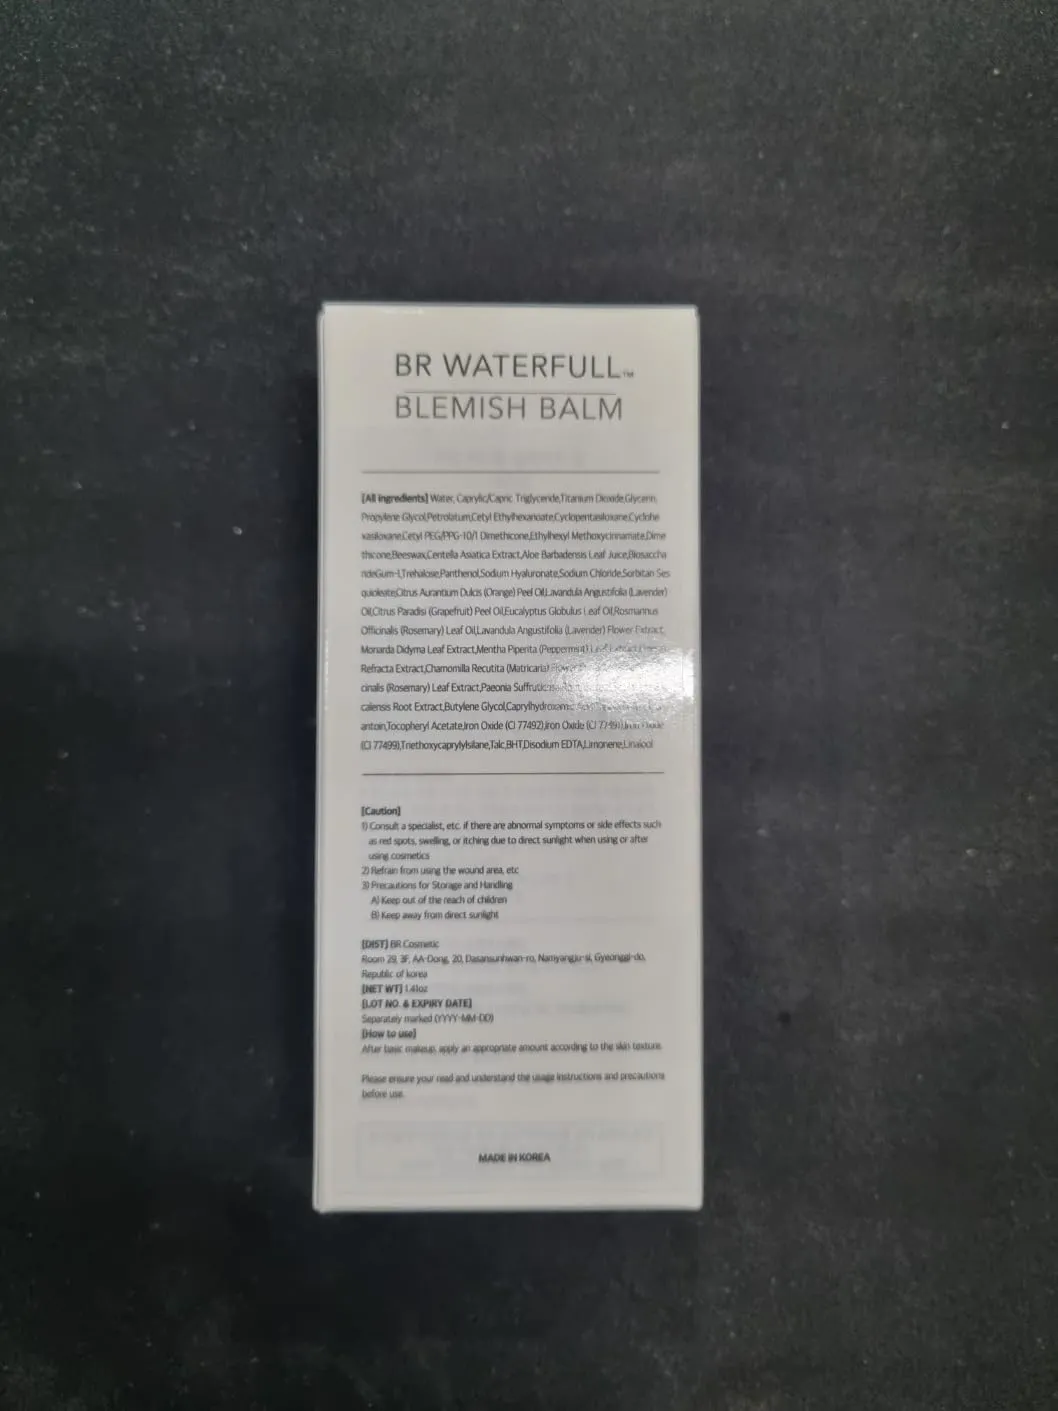 BR WATERFULL™
BLEMISH BALM
[All ingredients] Water, Caprylic/Capric Triglyceride,Titanium Dioxide,Glycerin
Propylene Glycol,Petrolatum,Cetyl Ethylhexanoate,Cyclopentasiloxane,Cyclohe
xasiloxane,Cetyl PEG/PPG-10/1 Dimethicone,Ethylhexyl Methoxycinnamate,Dime
thicone,Beeswax,Centella Asiatica Extract,Aloe Barbadensis Leaf Juice,Biosaccha
rideGum-1,Trehalose,Panthenol,Sodium Hyaluronate,Sodium Chloride,Sorbitan Ses
quioleate,Citrus Aurantium Dulcis (Orange) Peel Oil,Lavandula Angustifolia (Lavender)
Oil,Citrus Paradisi (Grapefruit) Peel Oil,Eucalyptus Globulus Leaf Oil,Rosmarinus
Officinalis (Rosemary) Leaf Oil,Lavandula Angustifolia (Lavender) Flower Extract,
Monarda Didyma Leaf Extract,Mentha Piperita (Peppermint) Leaf Extract
Refracta Extract,Chamomilla Recutita (Matricaria) Flower
cinalis (Rosemary) Leaf Extract,Paeonia
calensis Root Extract,Butylene Glycol,Caprylhydroxamic
antoin,Tocopheryl Acetate,Iron Oxide (CI 77492),Iron Oxide (CI 77491),Iron Oxide
(CI 77499),Triethoxycaprylylsilane,Talc,BHT,Disodium EDTA,Limonene,Linalool
[Caution]
1) Consult a specialist, etc. if there are abnormal symptoms or side effects such
as red spots, swelling, or itching due to direct sunlight when using or after
using cosmetics
2) Refrain from using the wound area, etc
3) Precautions for Storage and Handling
A) Keep out of the reach of children
B) Keep away from direct sunlight
[DIST] BR Cosmetic
Room 29, 3F, AA-Dong, 20, Dasansunhwan-ro, Namyangju-si, Gyeonggi-do,
Republic of korea
[NET WT] 1.41oz
[LOT NO. & EXPIRY DATE]
Separately marked (YYYY-MM-DD)
[How to use]
After basic makeup, apply an appropriate amount according to the skin texture.
Please ensure your read and understand the usage instructions and precautions
before use.
MADE IN KOREA